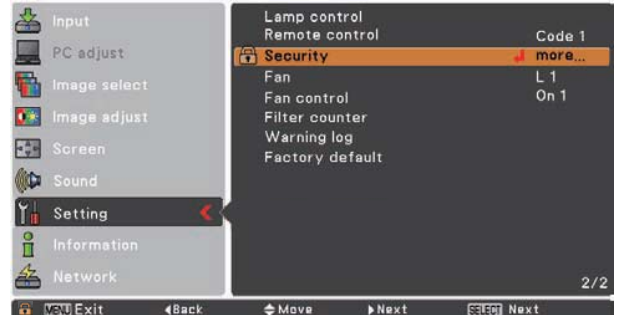 Input
PC adjust
Image select
Image adjust
Screen
Sound
Setting
Information
Network
Lamp control
Remote control Code 1
Security more...
Fan L 1
Fan control On 1
Filter counter
Warning log
Factory default
2/2
MENU Exit Back Move Next SELECT Next